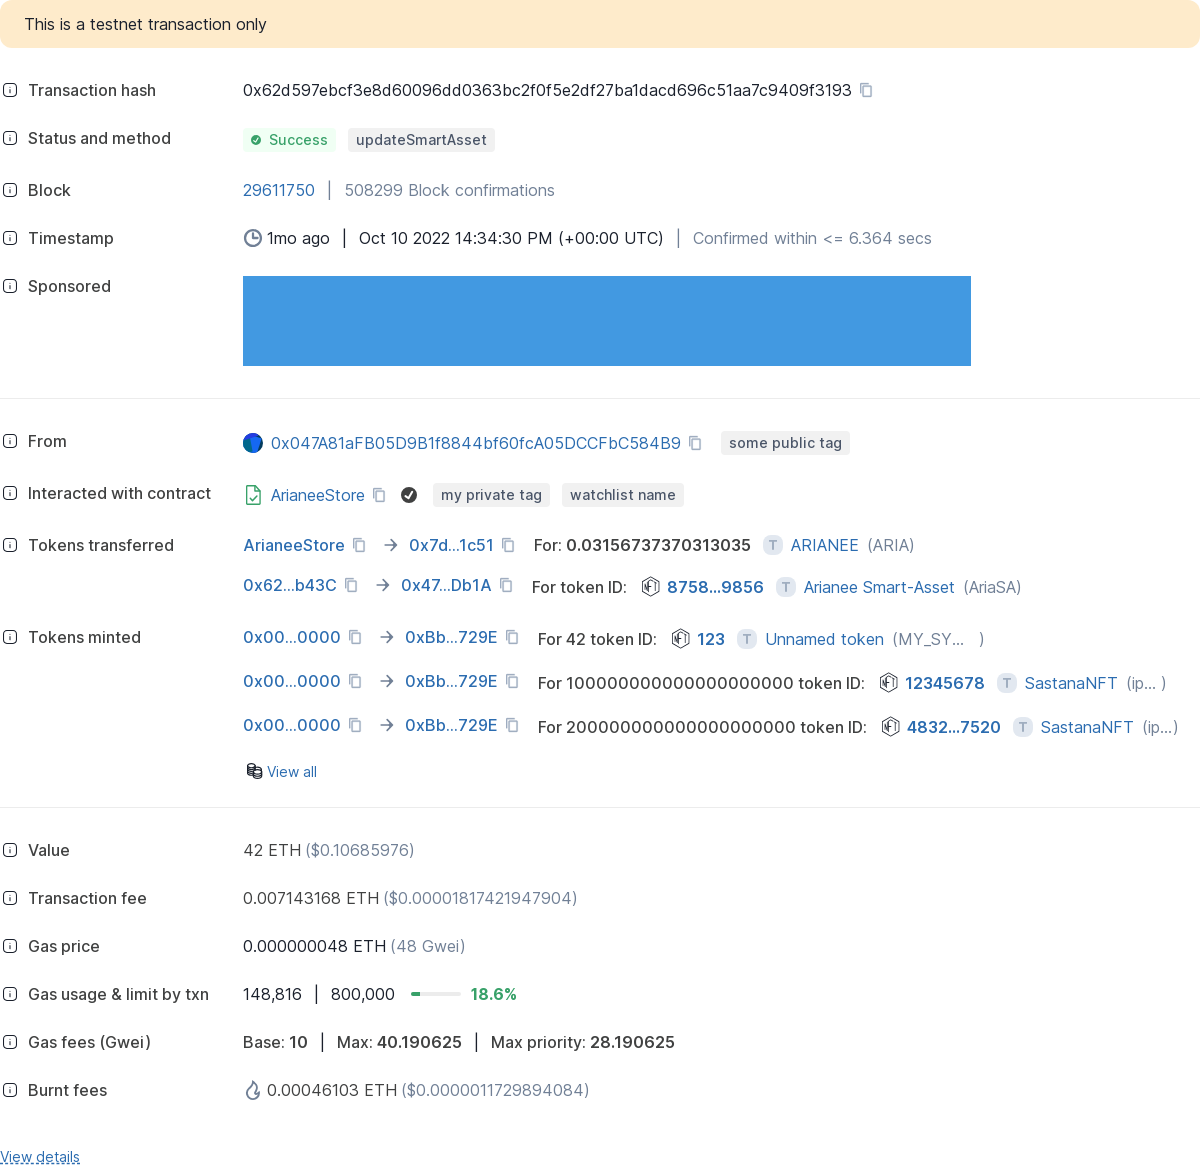 This is a testnet transaction only
Transaction hash 0x62d597ebcf3e8d60096dd0363bc2f0f5e2df27ba1dacd696c51aa7c9409f3193
Status and method Success updateSmartAsset
Block 29611750 | 508299 Block confirmations
Timestamp 1mo ago | Oct 10 2022 14:34:30 PM (+00:00 UTC) | Confirmed within <= 6.364 secs
Sponsored
From 0x047A81aFB05D9B1f8844bf60fcA05DCCFbC584B9 some public tag
Interacted with contract ArianeeStore my private tag watchlist name
Tokens transferred ArianeeStore → 0x7d...1c51 For: 0.03156737370313035 T ARIANEE (ARIA)
0x62...b43C → 0x47...Db1A For token ID: 8758...9856 T Arianee Smart-Asset (AriaSA)
Tokens minted 0x00...0000 → 0xBb...729E For 42 token ID: 123 T Unnamed token (MY_SY... )
0x00...0000 → 0xBb...729E For 100000000000000000000 token ID: 12345678 T SastanaNFT (ip... )
0x00...0000 → 0xBb...729E For 200000000000000000000 token ID: 4832...7520 T SastanaNFT (ip...)
View all
Value 42 ETH ($0.10685976)
Transaction fee 0.007143168 ETH ($0.00001817421947904)
Gas price 0.000000048 ETH (48 Gwei)
Gas usage & limit by txn 148,816 | 800,000 18.6%
Gas fees (Gwei) Base: 10 | Max: 40.190625 | Max priority: 28.190625
Burnt fees 0.00046103 ETH ($0.0000011729894084)
View details